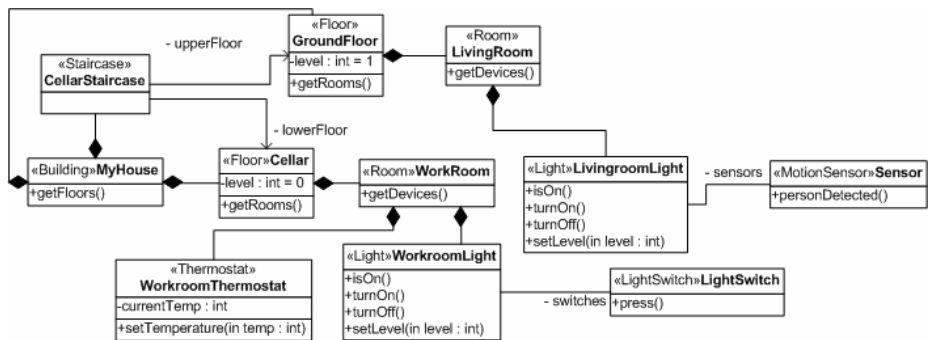 «Floor»
GroundFloor
-level : int = 1
+getRooms()
- upperFloor
«Room»
LivingRoom
+getDevices()
«Staircase»
CellarStaircase
- lowerFloor
«Building»MyHouse
+getFloors()
«Floor»Cellar
-level : int = 0
+getRooms()
«Room»WorkRoom
+getDevices()
«Light»LivingroomLight
+isOn()
+turnOn()
+turnOff()
+setLevel(in level : int)
- sensors
«MotionSensor»Sensor
+personDetected()
«Thermostat»
WorkroomThermostat
-currentTemp : int
+setTemperature(in temp : int)
«Light»WorkroomLight
+isOn()
+turnOn()
+turnOff()
+setLevel(in level : int)
- switches
«LightSwitch»LightSwitch
+press()